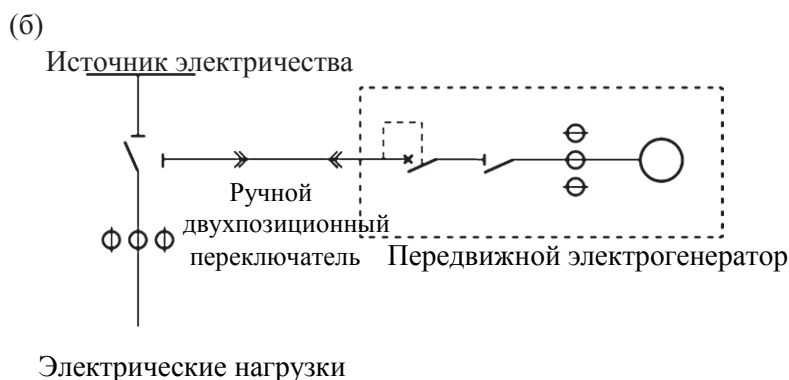 (б)
Источник электричества
Ручной
двухпозиционный
переключатель
Передвижной электрогенератор
Электрические нагрузки